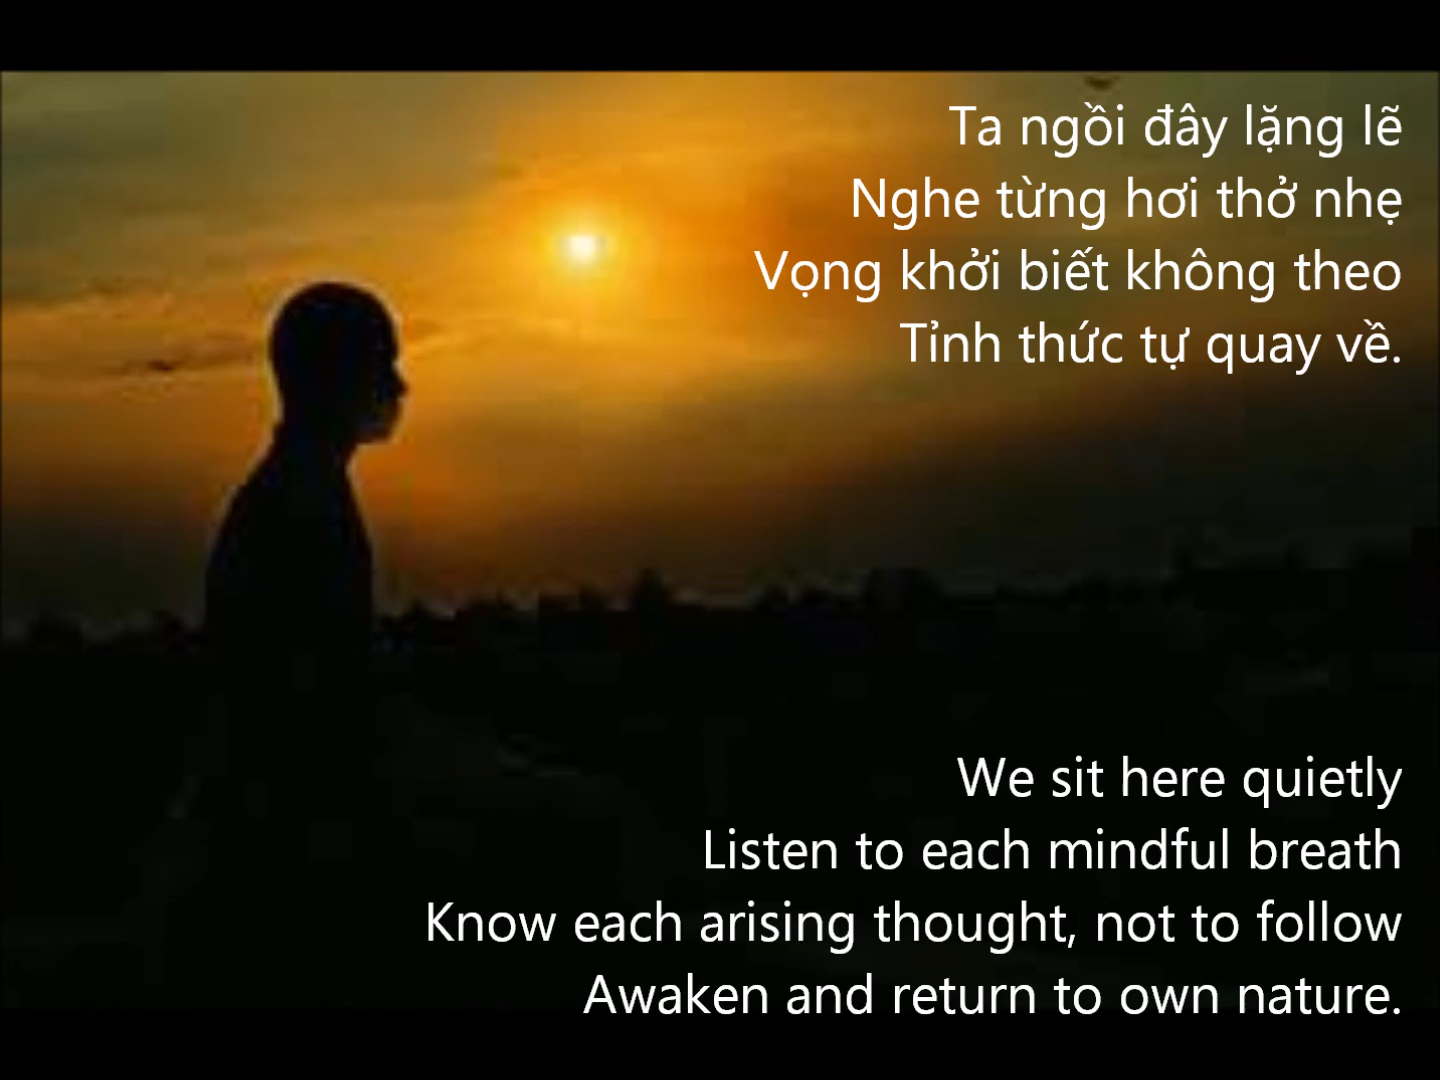 Ta ngồi đây lặng lẽ
Nghe từng hơi thở nhẹ
Vọng khởi biết không theo
Tỉnh thức tự quay về.
We sit here quietly
Listen to each mindful breath
Know each arising thought, not to follow
Awaken and return to own nature.